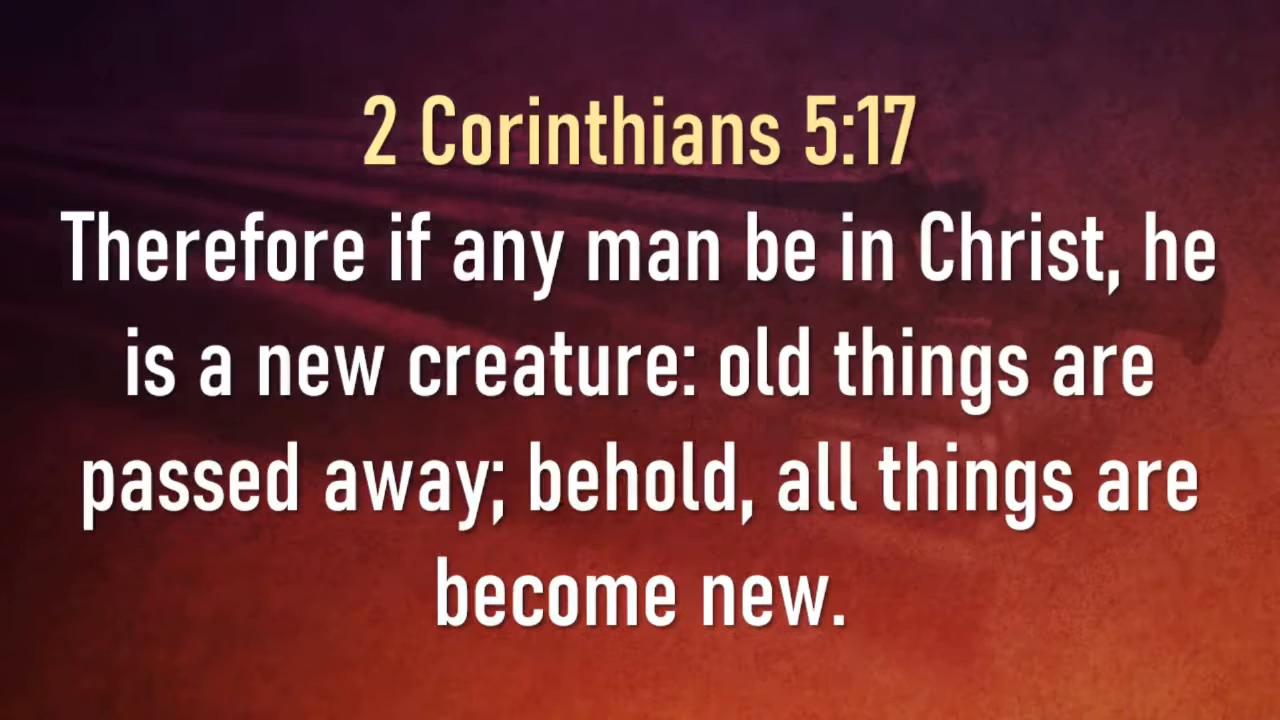 2 Corinthians 5:17
Therefore if any man be in Christ, he
is a new creature: old things are
passed away; behold, all things are
become new.